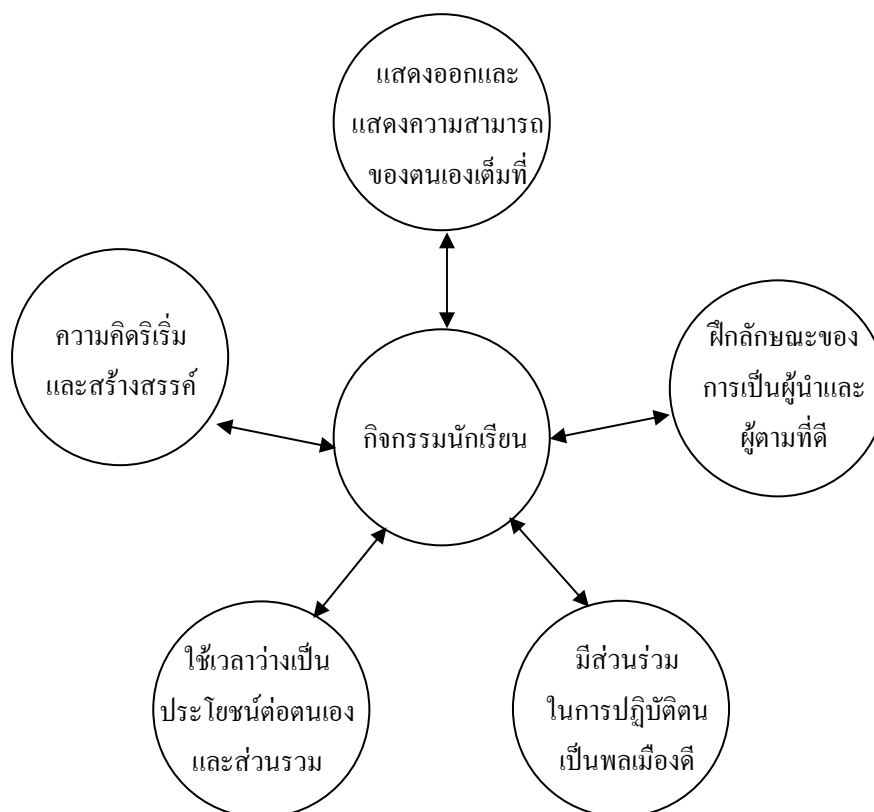 แสดงออกและ
แสดงความสามารถ
ของตนเองเต็มที่
ความคิดริเริ่ม
และสร้างสรรค์
ฝึกลักษณะของ
การเป็นผู้นำและ
ผู้ตามที่ดี
กิจกรรมนักเรียน
ใช้เวลาว่างเป็น
ประโยชน์ต่อตนเอง
และส่วนรวม
มีส่วนร่วม
ในการปฏิบัติตน
เป็นพลเมืองดี